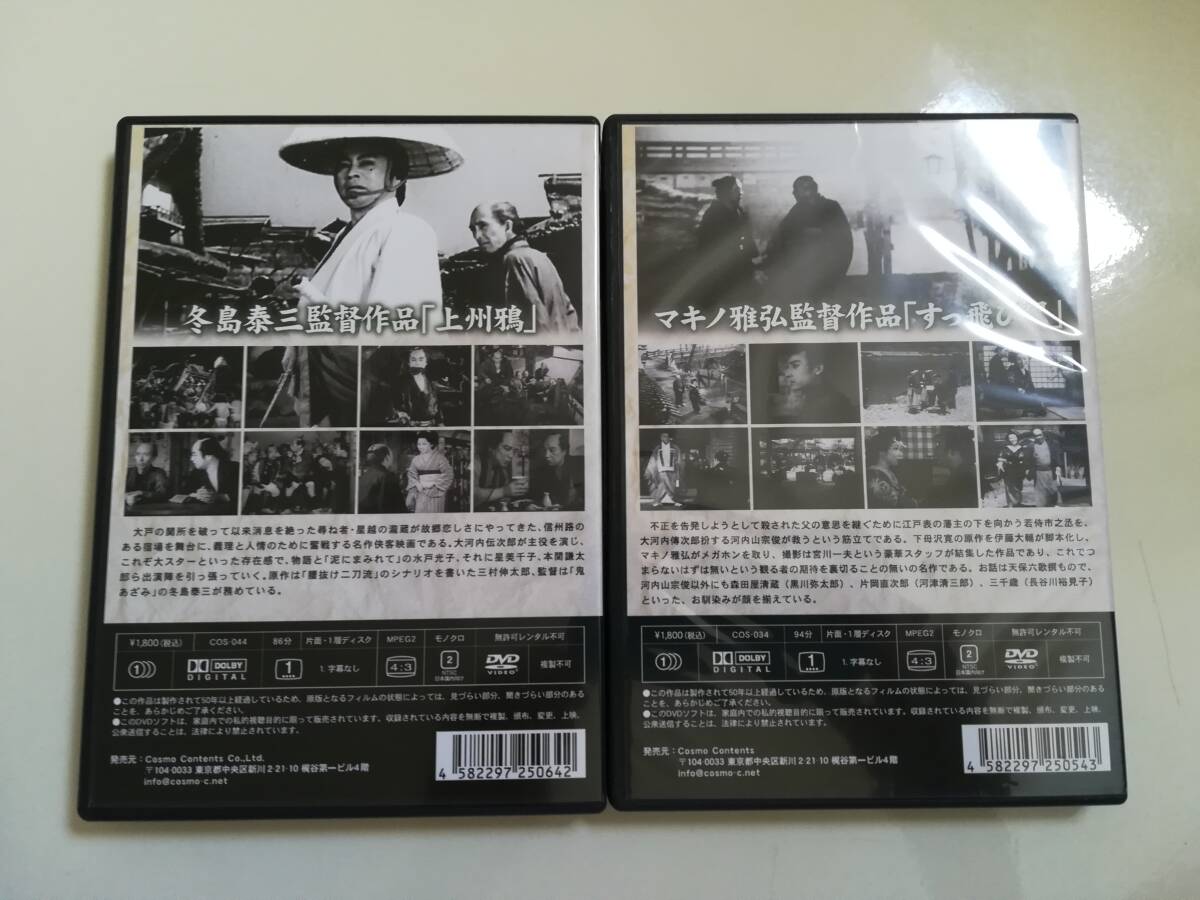 冬島泰三監督作品「上州鴉」
大戸の関所を破って以来消息を絶った尋ね者・星越の瀧蔵が故郷恋しさにやってきた、信州路の
ある宿場を舞台に、義理と人情のために奮戦する名作侠客映画である。大河内伝次郎が主役を演じ、
これぞ大スターといった存在感で、物語と「泥にまみれて」の水戸光子、それに星美千子、本間謙太
郎ら出演陣を引っ張っていく。原作は「腰抜け二刀流」のシナリオを書いた三村伸太郎、監督は「鬼
あざみ」の冬島泰三が務めている。
¥1,800(税込) COS-044 86分 片面・1層ディスク MPEG2 モノクロ 無許可レンタル不可
1 DOLBY DIGITAL 1 1. 字幕なし 4:3 2 NTSC 日本国内向け DVD VIDEO 複製不可
●この作品は製作されて50年以上経過しているため、原版となるフィルムの状態によっては、見づらい部分、聞きづらい部分のある
ことを、あらかじめご了承ください。
●このDVDソフトは、家庭内での私的視聴目的に限って販売されています。収録されている内容を無断で複製、頒布、変更、上映、
公衆送信することは、法律により禁止されています。
発売元: Cosmo Contents Co.,Ltd.
〒104-0033 東京都中央区新川2-21-10 梶谷第一ビル4階
info@cosmo-c.net
4 582297 250642
マキノ雅弘監督作品「すっ飛び」
不正を告発しようとして殺された父の意思を継ぐために江戸表の藩主の下を向かう若侍市之丞を、
大河内傳次郎扮する河内山宗俊が救うという筋立てである。下母沢寛の原作を伊藤大輔が脚本化し、
マキノ雅弘がメガホンを取り、撮影は宮川一夫という豪華スタッフが結集した作品であり、これでつ
まらないはずは無いという観る者の期待を裏切ることの無いの名作である。お話は天保六歌撰もので、
河内山宗俊以外にも森田屋清蔵(黒川弥太郎)、片岡直次郎(河津清三郎)、三千歳(長谷川裕見子)
といった、お馴染みが顔を揃えている。
¥1,800(税込) COS-034 94分 片面・1層ディスク MPEG2 モノクロ 無許可レンタル不可
1 DOLBY DIGITAL 1 1. 字幕なし 4:3 2 NTSC 日本国内向け DVD VIDEO 複製不可
●この作品は製作されて50年以上経過しているため、原版となるフィルムの状態によっては、見づらい部分、聞きづらい部分のある
ことを、あらかじめご了承ください。
●このDVDソフトは、家庭内での私的視聴目的に限って販売されています。収録されている内容を無断で複製、頒布、変更、上映、
公衆送信することは、法律により禁止されています。
発売元: Cosmo Contents
〒104-0033 東京都中央区新川2-21-10 梶谷第一ビル4階
info@cosmo-c.net
4 582297 250543